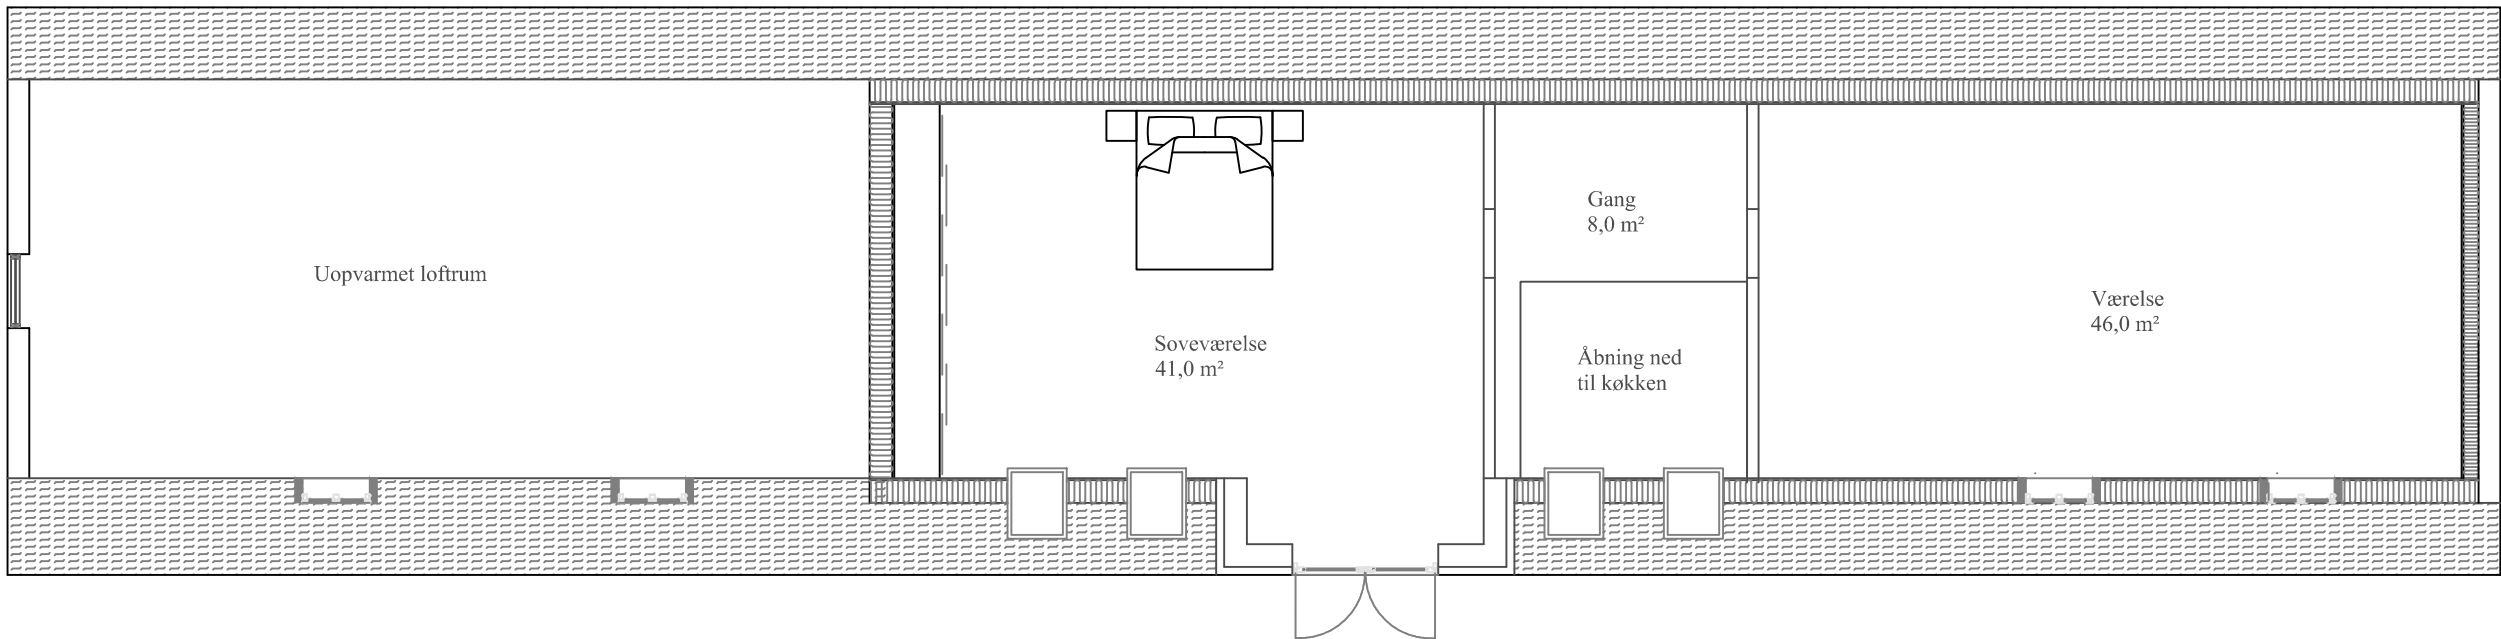 Uopvarmet loftrum
Soveværelse
41,0 m²
Gang
8,0 m²
Åbning ned
til køkken
Værelse
46,0 m²